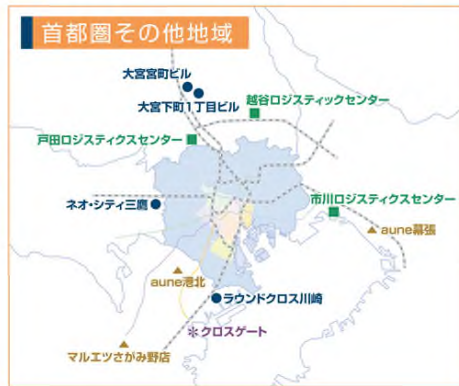 首都圏その他地域
大宮宮町ビル
大宮下町1丁目ビル
越谷ロジスティックセンター
戸田ロジスティクスセンター
ネオ・シティ三鷹
市川ロジスティクスセンター
▲ aune幕張
▲
aune港北
ラウンドクロス川崎
＊クロスゲート
▲
マルエツさがみ野店